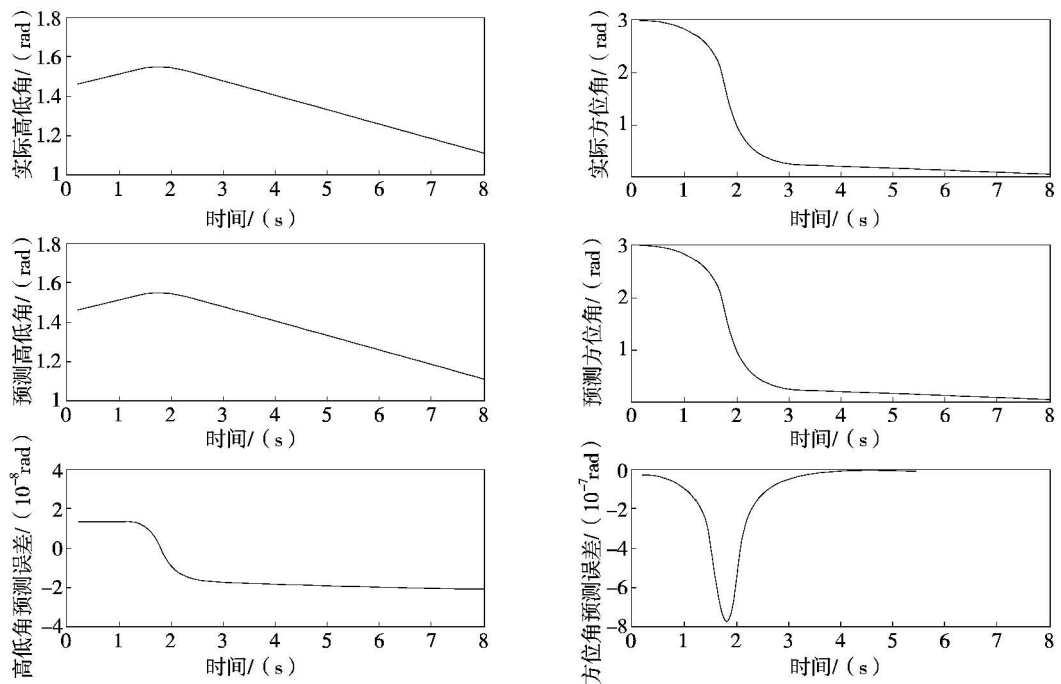 实际高低角/(rad)
1.8
1.6
1.4
1.2
1
0 1 2 3 4 5 6 7 8
时间/(s)
实际方位角/(rad)
3
2
1
0 1 2 3 4 5 6 7 8
时间/(s)
预测高低角/(rad)
1.8
1.6
1.4
1.2
1
0 1 2 3 4 5 6 7 8
时间/(s)
预测方位角/(rad)
3
2
1
0 1 2 3 4 5 6 7 8
时间/(s)
高低角预测误差/(10⁻⁸rad)
4
2
0
−2
−4
0 1 2 3 4 5 6 7 8
时间/(s)
方位角预测误差/(10⁻⁷rad)
0
−2
−4
−6
−8
0 1 2 3 4 5 6 7 8
时间/(s)